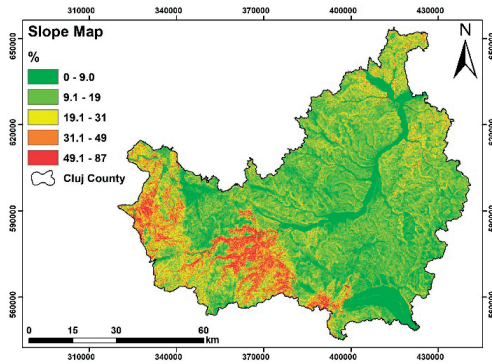 310000 340000 370000 400000 430000
Slope Map
%
0 - 9.0
9.1 - 19
19.1 - 31
31.1 - 49
49.1 - 87
Cluj County
N
650000 650000
620000 620000
590000 590000
560000 560000
0 15 30 60
km
310000 340000 370000 400000 430000